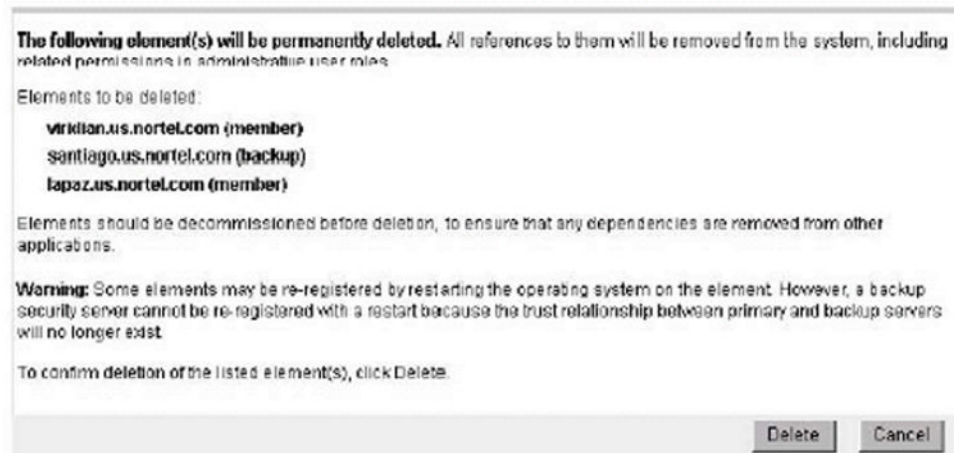 The following element(s) will be permanently deleted. All references to them will be removed from the system, including
related permissions in administrative user roles
Elements to be deleted:
viridian.us.nortel.com (member)
santiago.us.nortel.com (backup)
lapaz.us.nortel.com (member)
Elements should be decommissioned before deletion, to ensure that any dependencies are removed from other
applications.
Warning: Some elements may be re-registered by restarting the operating system on the element. However, a backup
security server cannot be re-registered with a restart because the trust relationship between primary and backup servers
will no longer exist.
To confirm deletion of the listed element(s), click Delete.
Delete Cancel